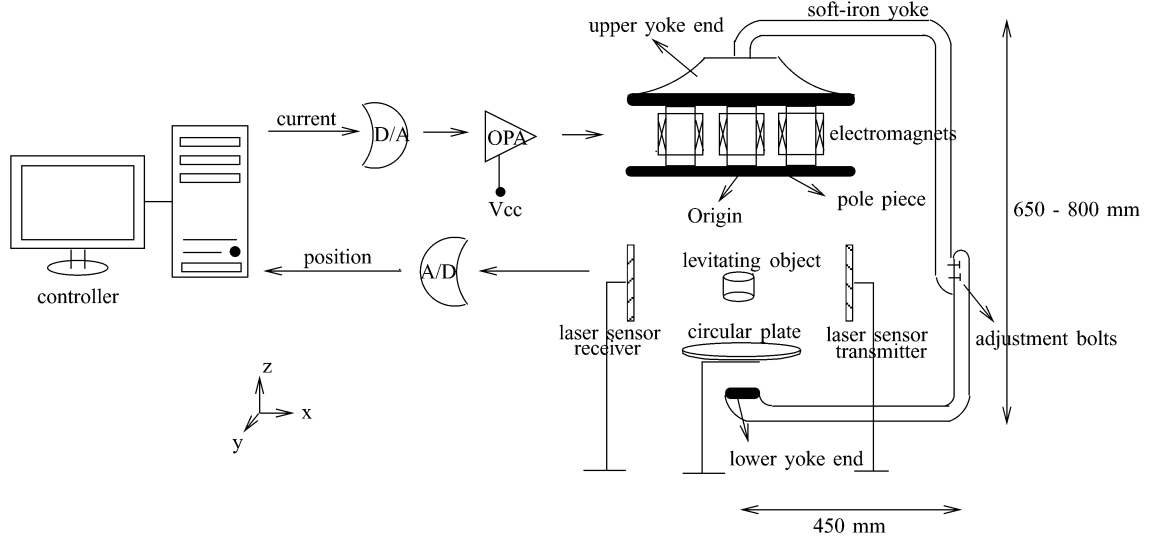 soft-iron yoke
upper yoke end
current
D/A
OPA
electromagnets
Vcc
Origin
pole piece
650 - 800 mm
position
A/D
levitating object
controller
laser sensor
receiver
circular plate
laser sensor
transmitter
adjustment bolts
z
x
y
lower yoke end
450 mm